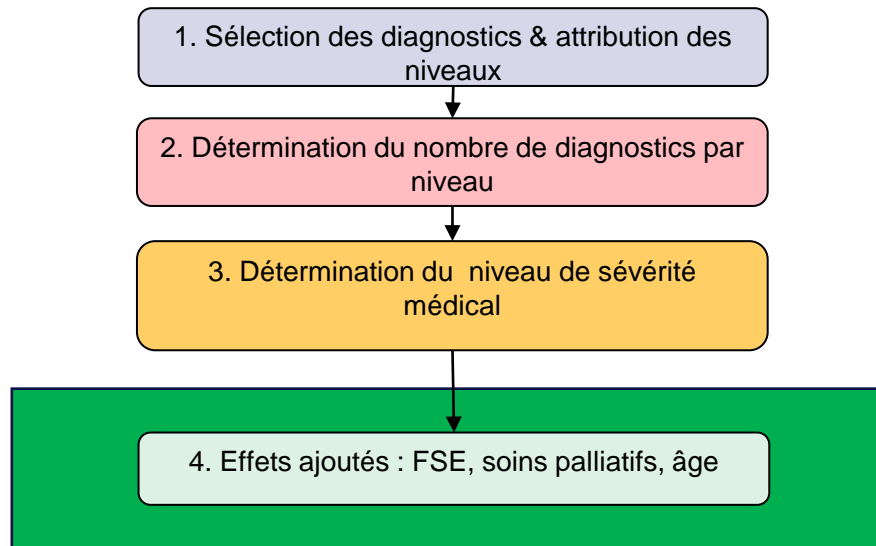 1. Sélection des diagnostics & attribution des
niveaux
2. Détermination du nombre de diagnostics par
niveau
3. Détermination du  niveau de sévérité
médical
4. Effets ajoutés : FSE, soins palliatifs, âge